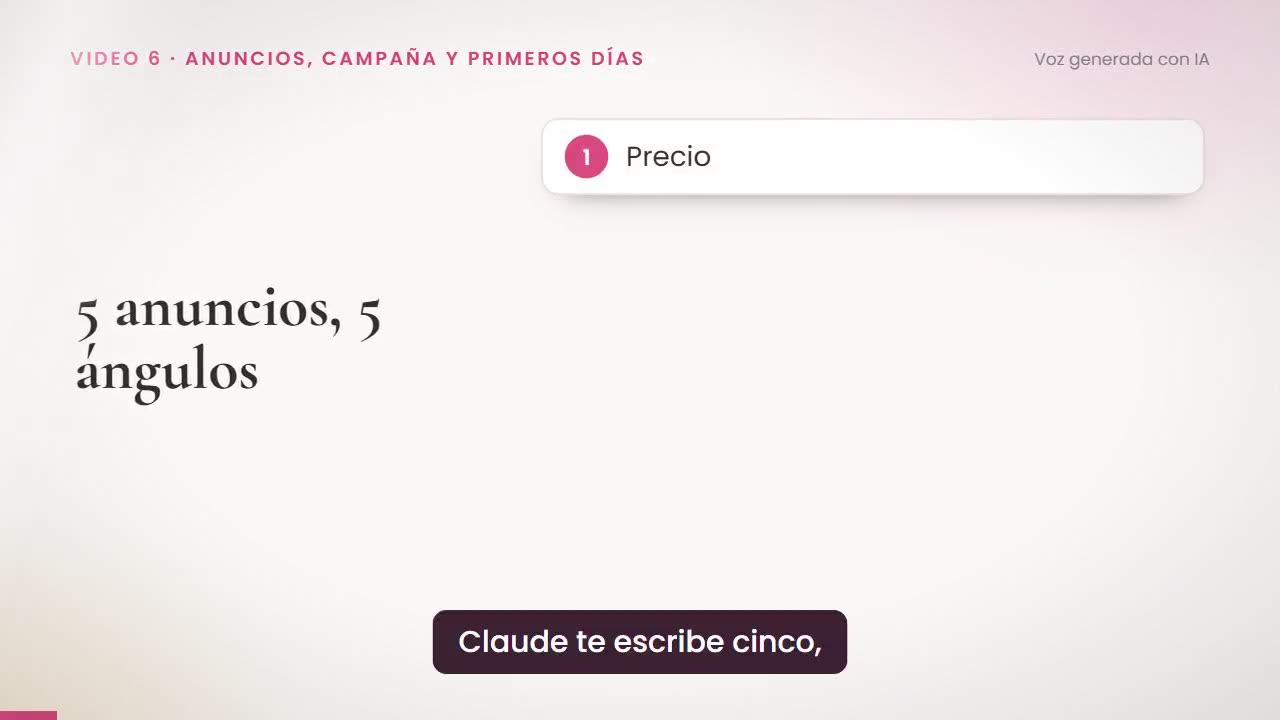 VIDEO 6 · ANUNCIOS, CAMPAÑA Y PRIMEROS DÍAS
Voz generada con IA
1 Precio
5 anuncios, 5
ángulos
Claude te escribe cinco,